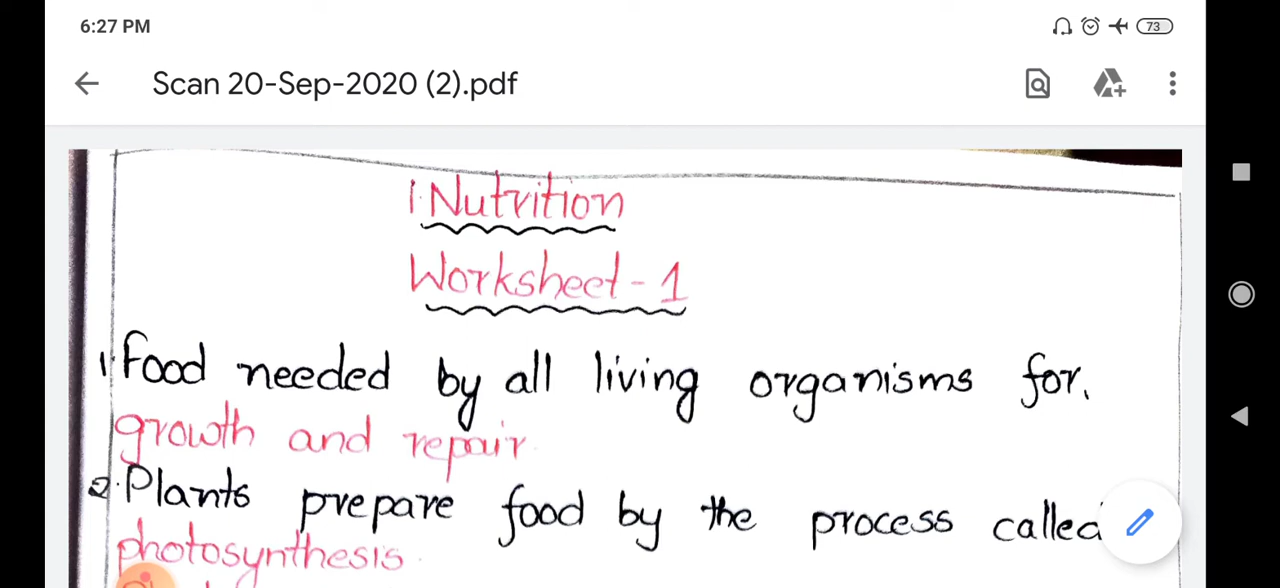 6:27 PM
73
Scan 20-Sep-2020 (2).pdf
1. Nutrition
Worksheet - 1
1. Food needed by all living organisms for.
growth and repair.
2. Plants prepare food by the process called
photosynthesis.